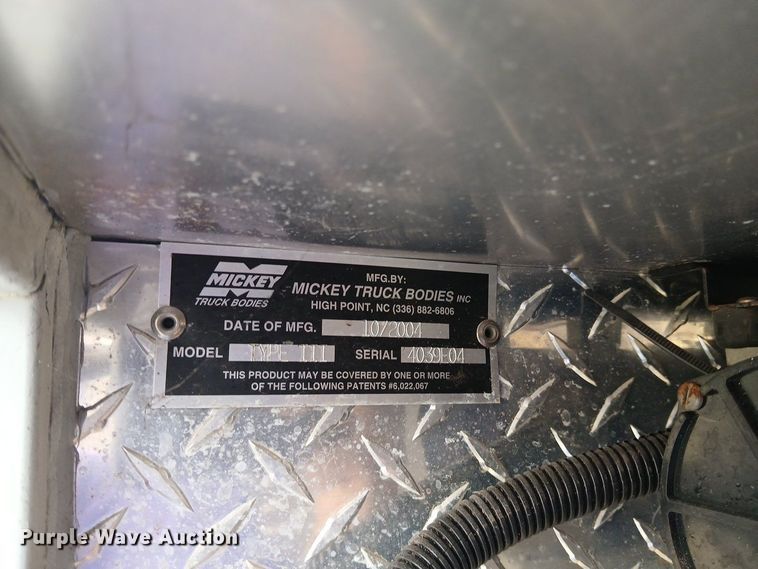 MICKEY
TRUCK BODIES
MFG.BY:
MICKEY TRUCK BODIES INC
HIGH POINT, NC (336) 882-6806
DATE OF MFG. 10/2004
MODEL TYPE III SERIAL 4039E04
THIS PRODUCT MAY BE COVERED BY ONE OR MORE
OF THE FOLLOWING PATENTS #6,022,067
Purple Wave Auction